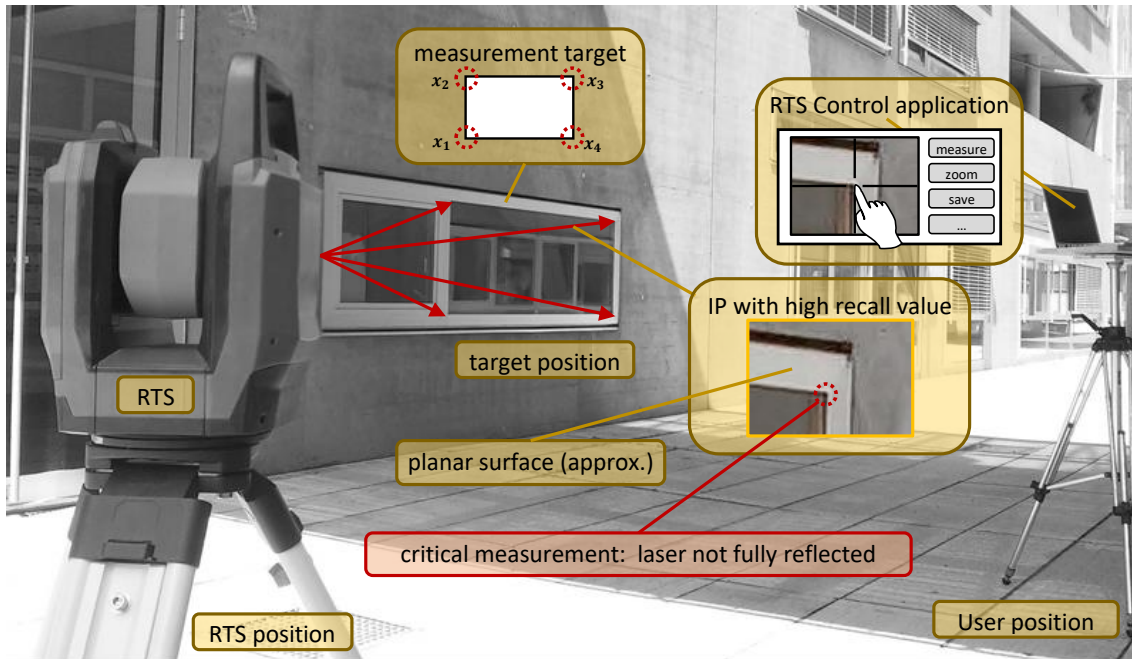 measurement target
x₂
x₃
x₁
x₄
RTS Control application
measure
zoom
save
...
IP with high recall value
target position
RTS
planar surface (approx.)
critical measurement: laser not fully reflected
RTS position
User position